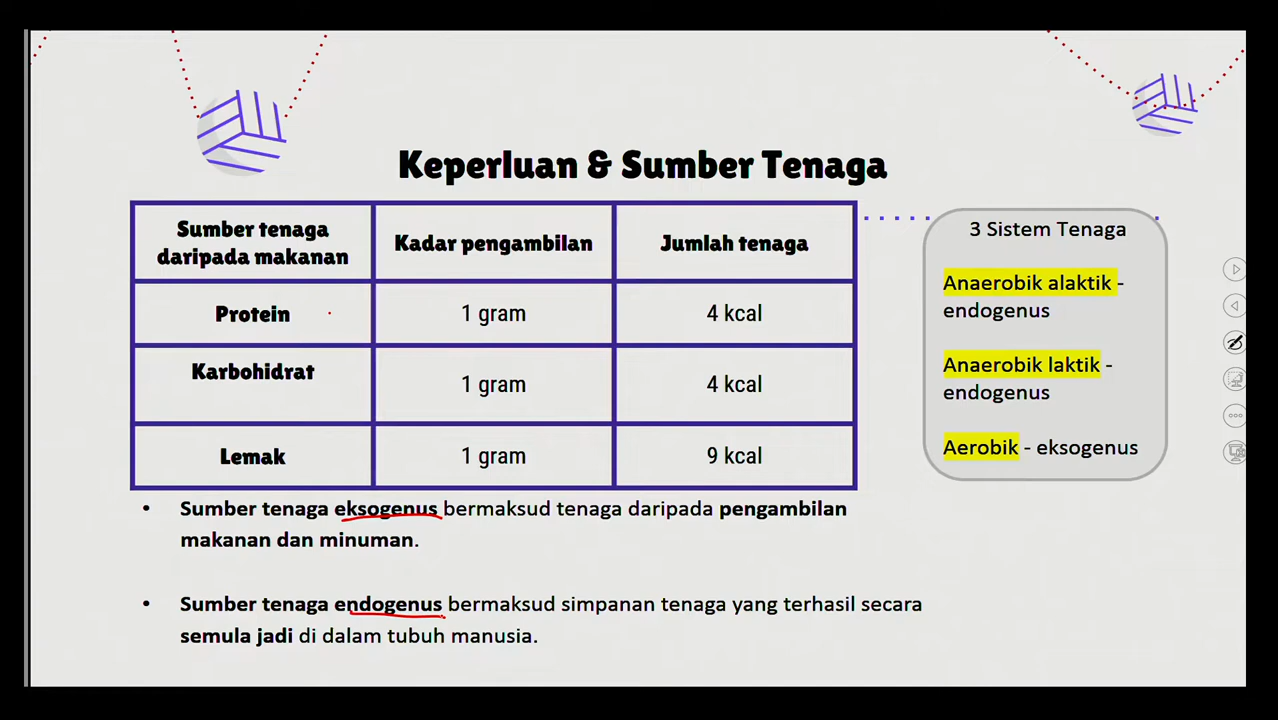 Keperluan & Sumber Tenaga
Sumber tenaga
daripada makanan
Kadar pengambilan
Jumlah tenaga
Protein
1 gram
4 kcal
Karbohidrat
1 gram
4 kcal
Lemak
1 gram
9 kcal
3 Sistem Tenaga
Anaerobik alaktik -
endogenus
Anaerobik laktik -
endogenus
Aerobik - eksogenus
• Sumber tenaga eksogenus bermaksud tenaga daripada pengambilan
makanan dan minuman.
• Sumber tenaga endogenus bermaksud simpanan tenaga yang terhasil secara
semula jadi di dalam tubuh manusia.